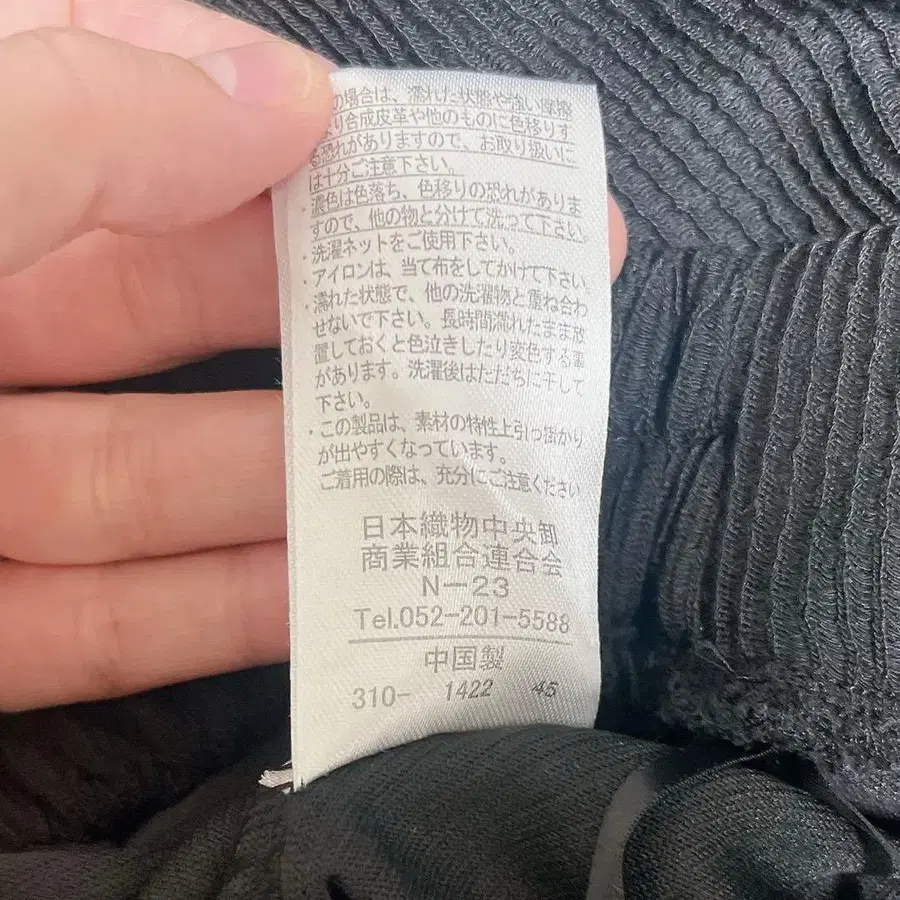 の場合は、濡れた状態や強い摩擦
より合成皮革や他のものに色移りす
る恐れがありますので、お取り扱いに
は十分ご注意下さい。
・濃色は色落ち、色移りの恐れがありま
すので、他の物と分けて洗って下さい。
・洗濯ネットをご使用下さい。
・アイロンは、当て布をしてかけて下さい
・濡れた状態で、他の洗濯物と重ね合わ
せないで下さい。長時間濡れたまま放
置しておくと色泣きしたり変色する事
があります。洗濯後はただちに干して
下さい。
・この製品は、素材の特性上引っ掛かり
が出やすくなっています。
ご着用の際は、充分にご注意ください
日本織物中央卸
商業組合連合会
N-23
Tel.052-201-5588
中国製
310- 1422 45